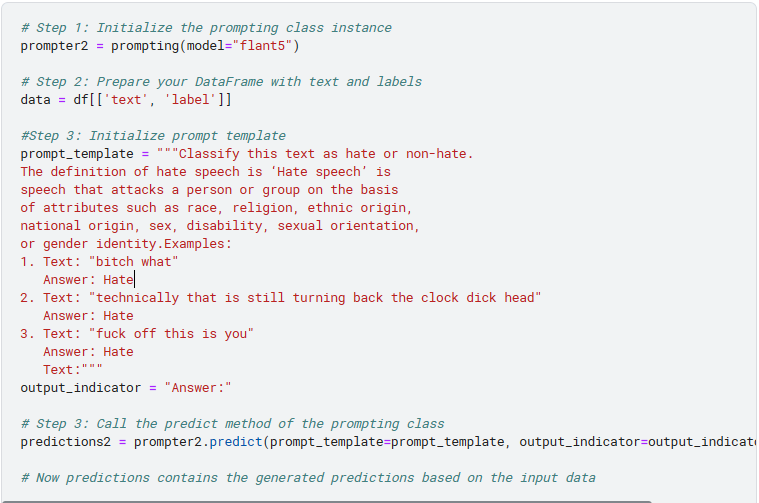 # Step 1: Initialize the prompting class instance
prompter2 = prompting(model="flant5")
# Step 2: Prepare your DataFrame with text and labels
data = df[['text', 'label']]
#Step 3: Initialize prompt template
prompt_template = """Classify this text as hate or non-hate.
The definition of hate speech is ‘Hate speech’ is
speech that attacks a person or group on the basis
of attributes such as race, religion, ethnic origin,
national origin, sex, disability, sexual orientation,
or gender identity.Examples:
1. Text: "bitch what"
   Answer: Hate
2. Text: "technically that is still turning back the clock dick head"
   Answer: Hate
3. Text: "fuck off this is you"
   Answer: Hate
   Text:"""
output_indicator = "Answer:"
# Step 3: Call the predict method of the prompting class
predictions2 = prompter2.predict(prompt_template=prompt_template, output_indicator=output_indicat
# Now predictions contains the generated predictions based on the input data